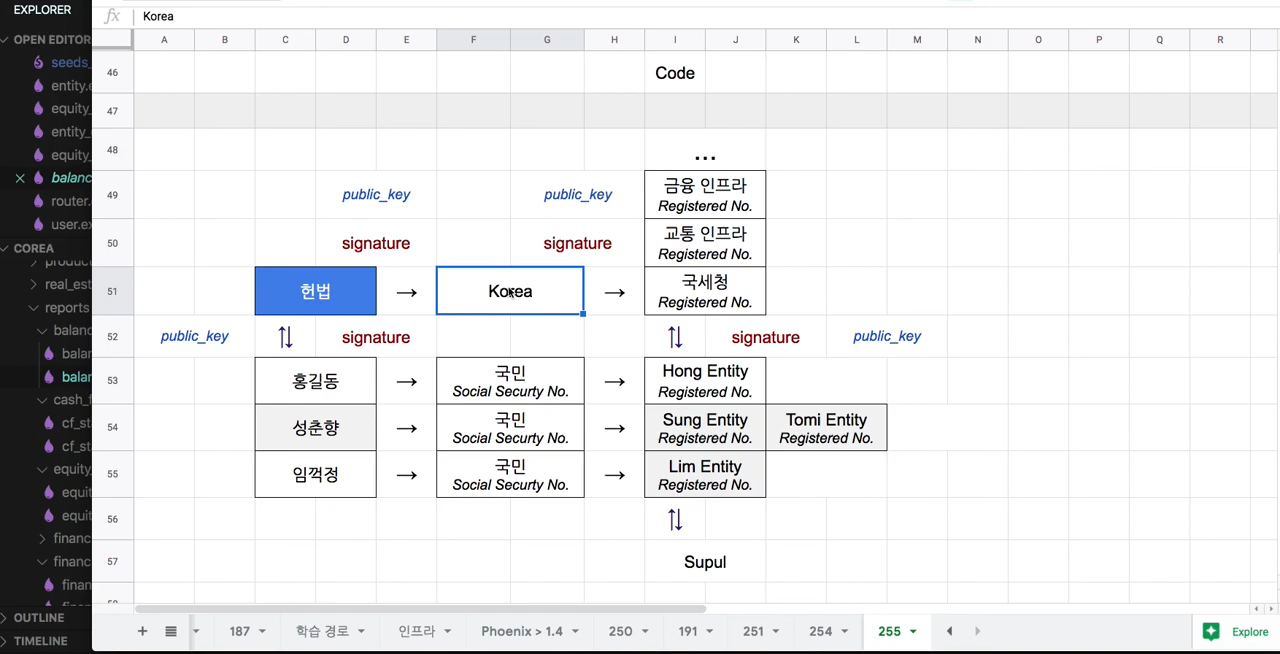 EXPLORER
fx Korea
A B C D E F G H I J K L M N O P Q R
OPEN EDITOR
seeds_
entity.e
equity_
entity_
equity_
balanc
router.
user.ex
COREA
real_est
reports
balanc
balan
balan
cash_f
cf_st
cf_st
equity_
equit
equit
financ
financ
finan
OUTLINE
TIMELINE
46 Code
47
48 ...
49 public_key public_key 금융 인프라
Registered No.
50 signature signature 교통 인프라
Registered No.
51 헌법 → Korea → 국세청
Registered No.
52 public_key ↑↓ signature ↑↓ signature public_key
53 홍길동 → 국민 → Hong Entity
Social Securty No. Registered No.
54 성춘향 → 국민 → Sung Entity Tomi Entity
Social Securty No. Registered No. Registered No.
55 임꺽정 → 국민 → Lim Entity
Social Securty No. Registered No.
56 ↑↓
57 Supul
187 학습 경로 인프라 Phoenix > 1.4 250 191 251 254 255 Explore